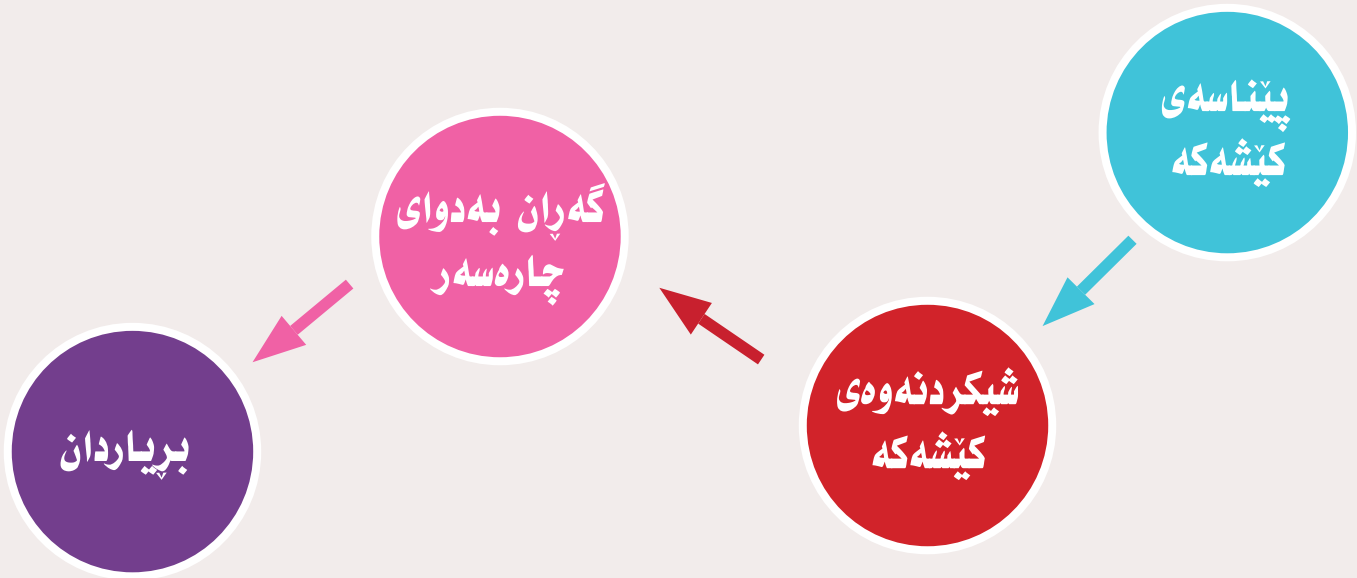 پێناسەی
کێشەکە
شیکردنەوەی
کێشەکە
گەڕان بەدوای
چارەسەر
بڕیاردان